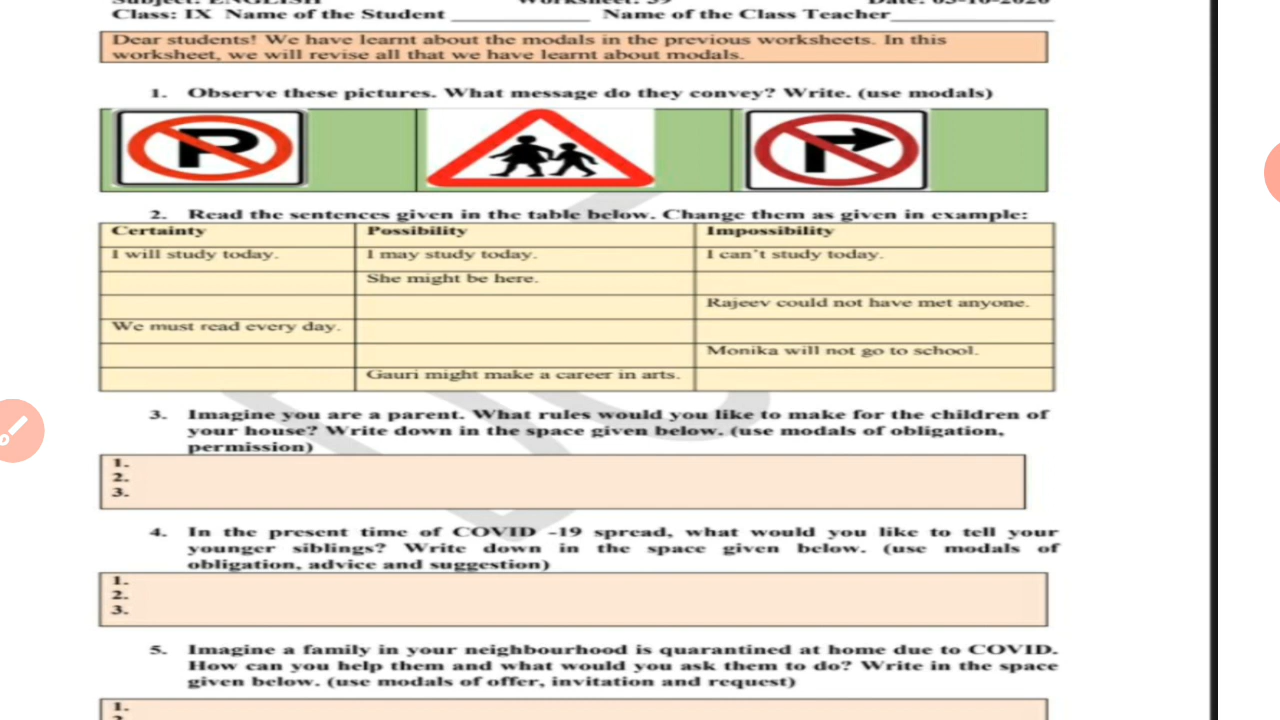 Subject: ENGLISH Worksheet: 39 Date: 05-10-2020
Class: IX Name of the Student ____________ Name of the Class Teacher______________
Dear students! We have learnt about the modals in the previous worksheets. In this
worksheet, we will revise all that we have learnt about modals.
1. Observe these pictures. What message do they convey? Write. (use modals)
P
2. Read the sentences given in the table below. Change them as given in example:
Certainty Possibility Impossibility
I will study today. I may study today. I can't study today.
She might be here.
Rajeev could not have met anyone.
We must read every day.
Monika will not go to school.
Gauri might make a career in arts.
3. Imagine you are a parent. What rules would you like to make for the children of
your house? Write down in the space given below. (use modals of obligation,
permission)
1.
2.
3.
4. In the present time of COVID -19 spread, what would you like to tell your
younger siblings? Write down in the space given below. (use modals of
obligation, advice and suggestion)
1.
2.
3.
5. Imagine a family in your neighbourhood is quarantined at home due to COVID.
How can you help them and what would you ask them to do? Write in the space
given below. (use modals of offer, invitation and request)
1.
2.